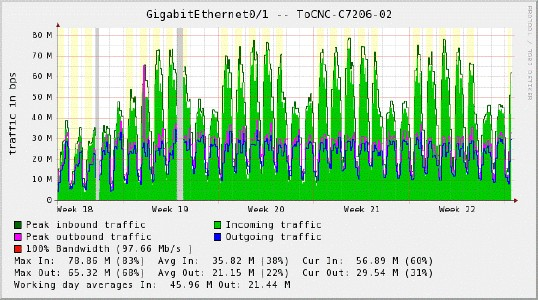 GigabitEthernet0/1 -- ToCNC-C7206-02
RRDTOOL / TOBI OETIKER
traffic in bps
80 M
70 M
60 M
50 M
40 M
30 M
20 M
10 M
0
Week 18 Week 19 Week 20 Week 21 Week 22
Peak inbound traffic Incoming traffic
Peak outbound traffic Outgoing traffic
100% Bandwidth (97.66 Mb/s )
Max In: 78.86 M (83%) Avg In: 35.82 M (38%) Cur In: 56.89 M (60%)
Max Out: 65.32 M (68%) Avg Out: 21.15 M (22%) Cur Out: 29.54 M (31%)
Working day averages In: 45.96 M Out: 21.44 M